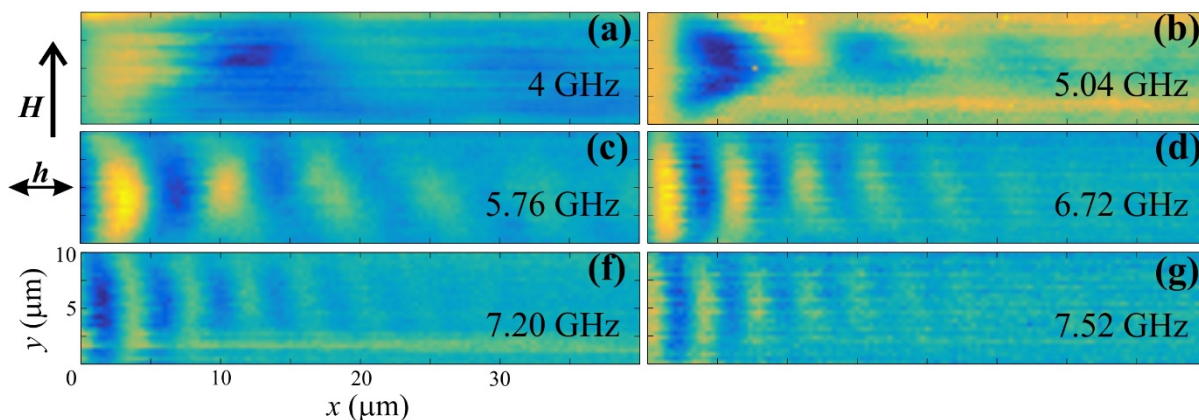 (a)
4 GHz
(b)
5.04 GHz
H
(c)
5.76 GHz
(d)
6.72 GHz
h
(f)
7.20 GHz
(g)
7.52 GHz
10
5
0
y (μm)
0 10 20 30
x (μm)